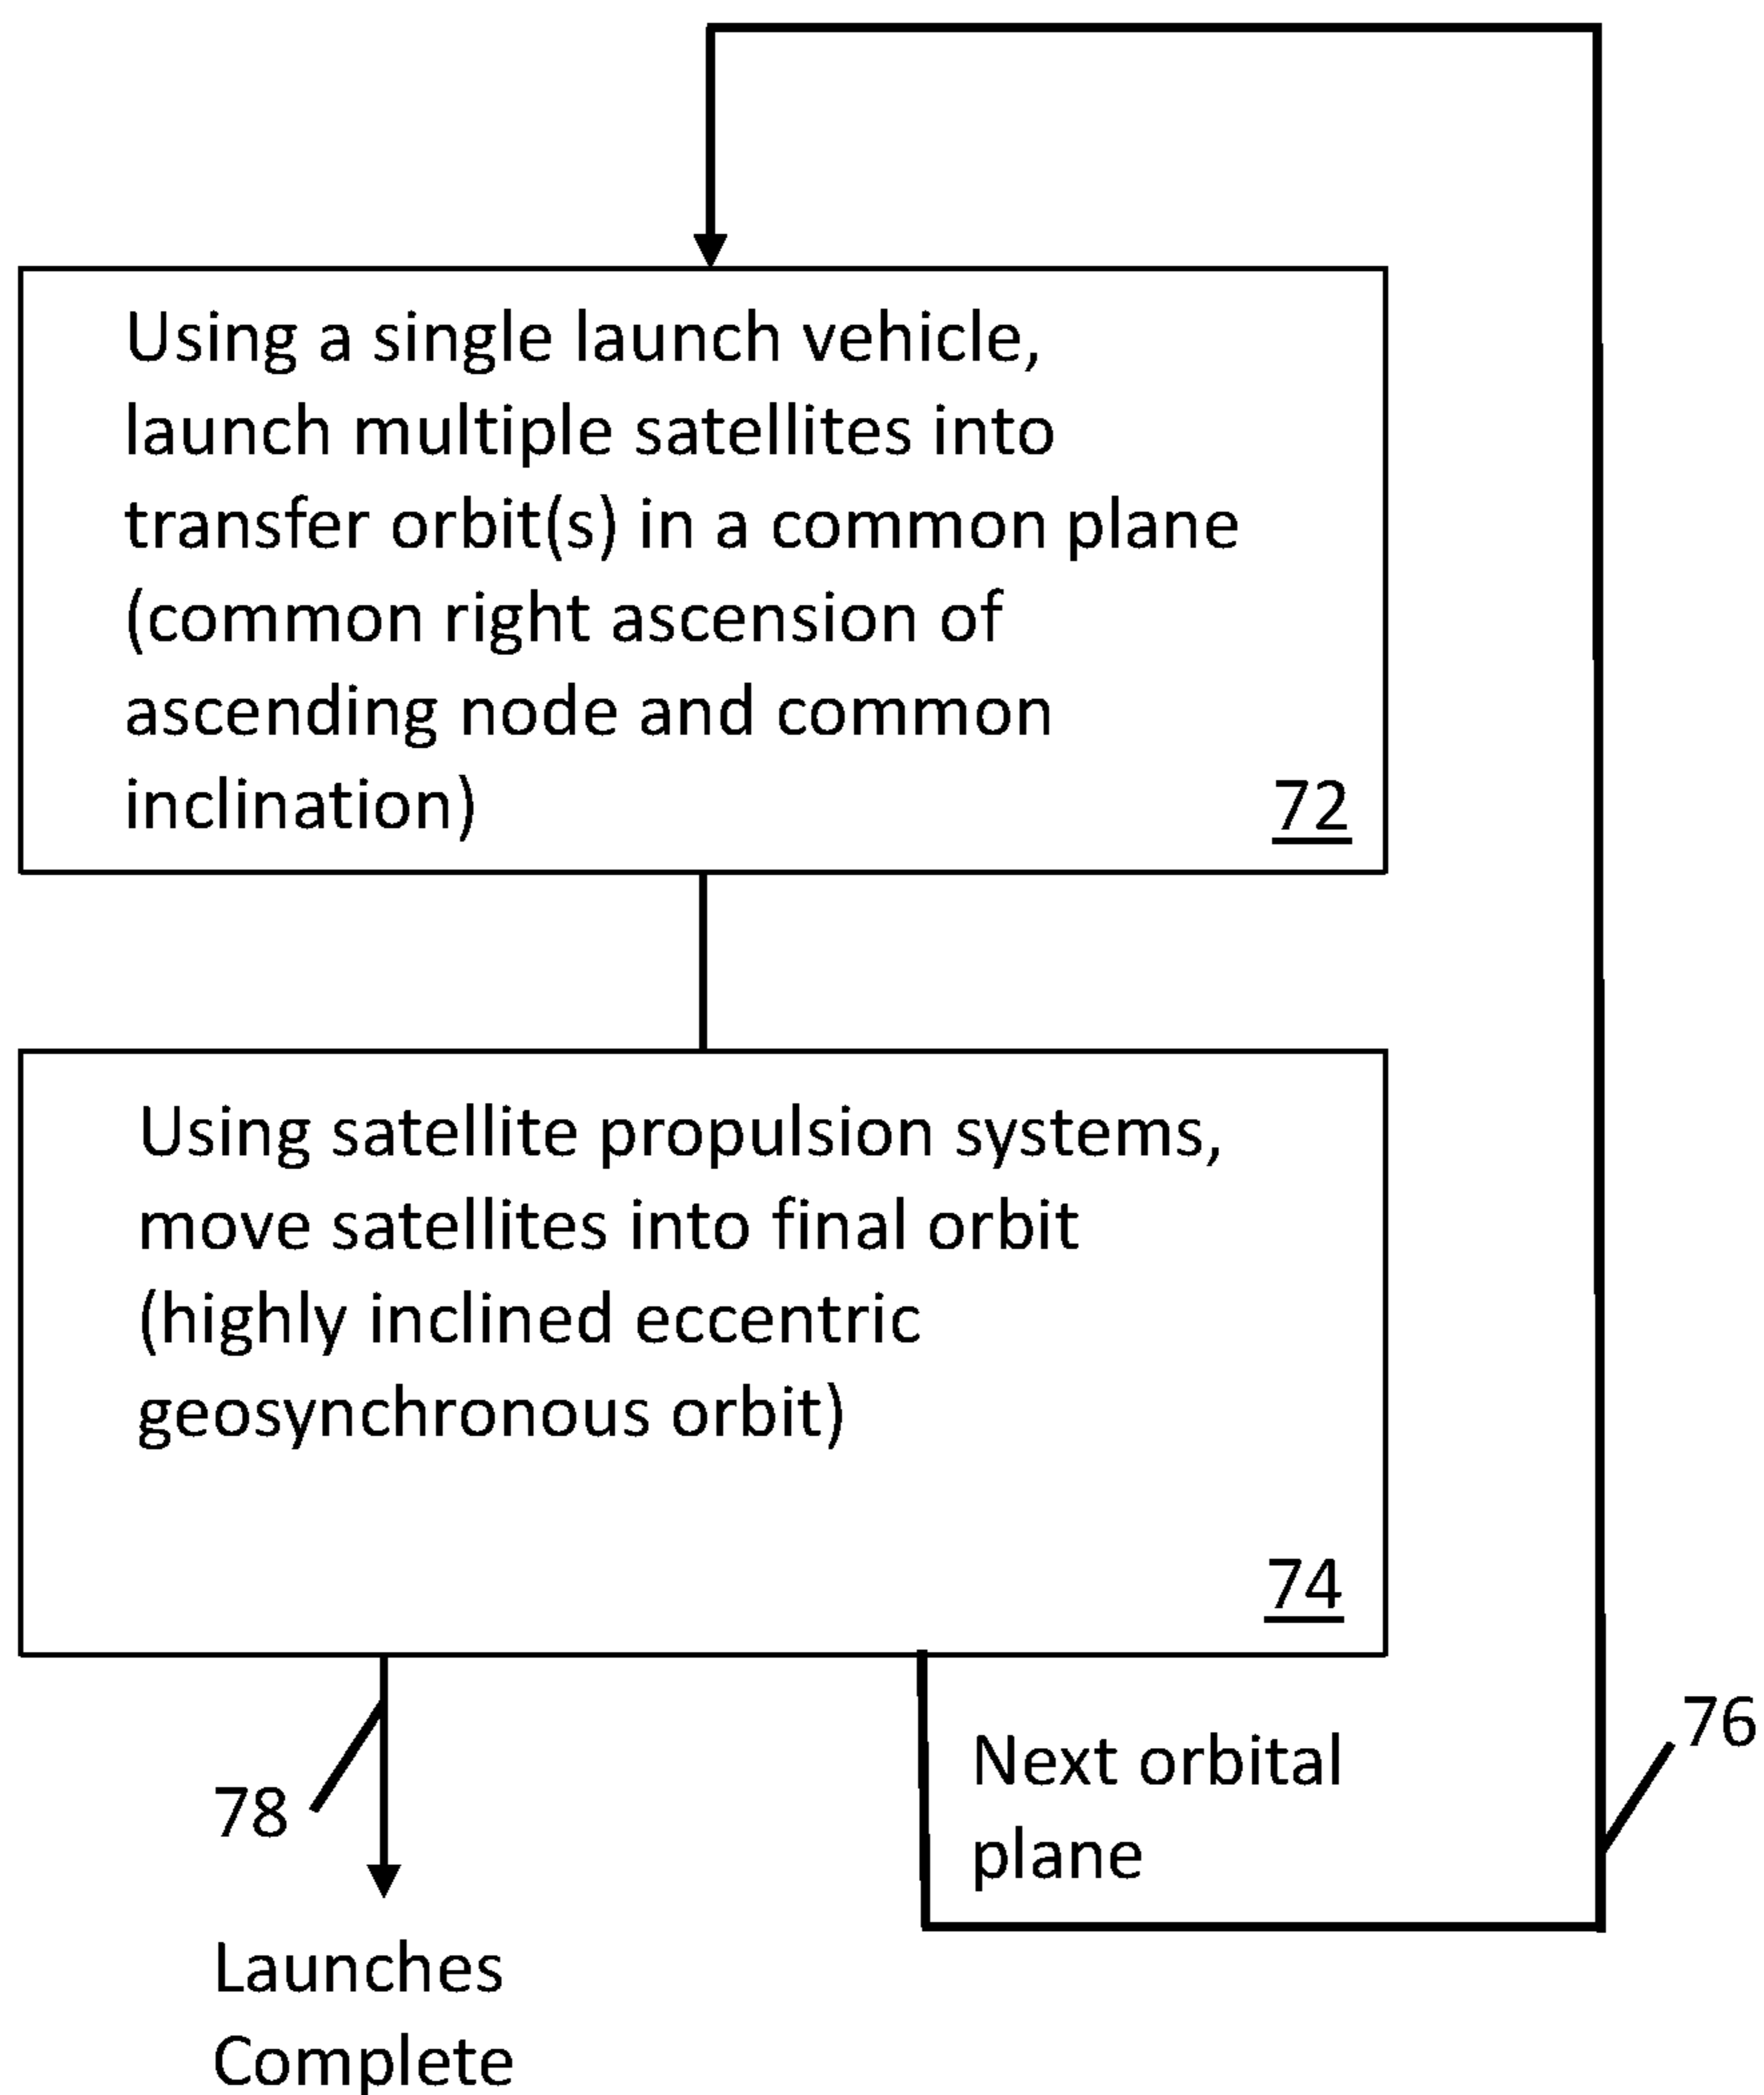 Using a single launch vehicle,
launch multiple satellites into
transfer orbit(s) in a common plane
(common right ascension of
ascending node and common
inclination)
72
Using satellite propulsion systems,
move satellites into final orbit
(highly inclined eccentric
geosynchronous orbit)
74
76
Next orbital
plane
78
Launches
Complete